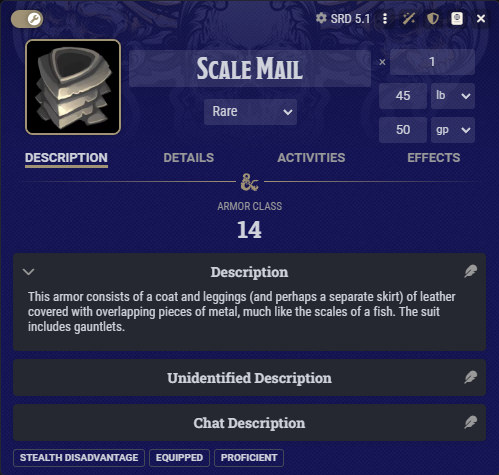 SRD 5.1
SCALE MAIL
× 1
Rare
45 lb
50 gp
DESCRIPTION DETAILS ACTIVITIES EFFECTS
&
ARMOR CLASS
14
Description
This armor consists of a coat and leggings (and perhaps a separate skirt) of leather
covered with overlapping pieces of metal, much like the scales of a fish. The suit
includes gauntlets.
Unidentified Description
Chat Description
STEALTH DISADVANTAGE EQUIPPED PROFICIENT